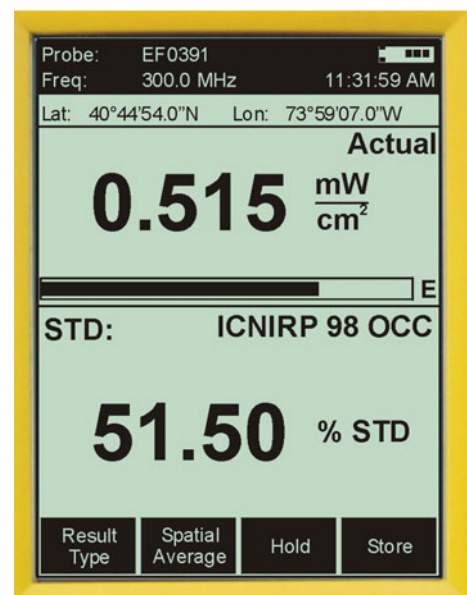 Probe: EF0391
Freq: 300.0 MHz 11:31:59 AM
Lat: 40°44'54.0"N Lon: 73°59'07.0"W
Actual
0.515 mW/cm²
E
STD: ICNIRP 98 OCC
51.50 % STD
Result Type
Spatial Average
Hold
Store